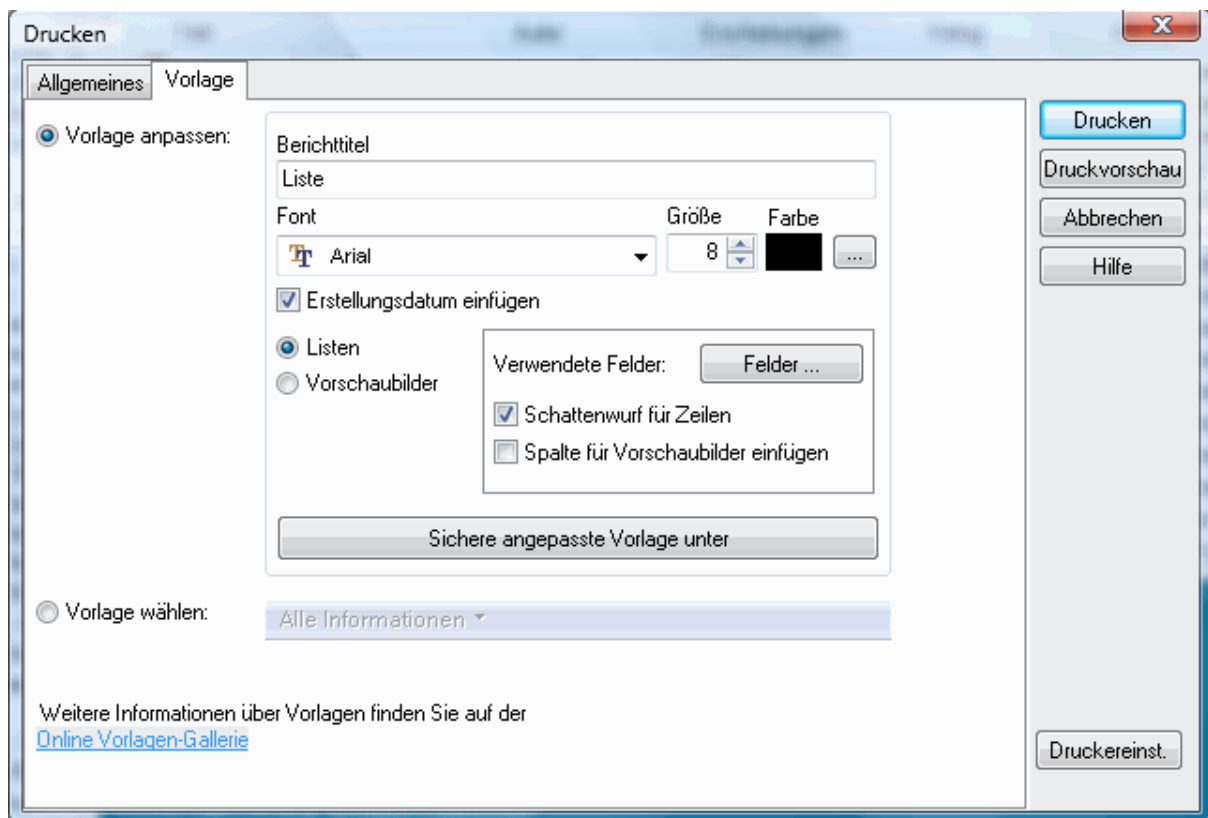 Drucken
Allgemeines Vorlage
Vorlage anpassen:
Berichttitel
Liste
Font Größe Farbe
Arial 8 ...
Erstellungsdatum einfügen
Listen
Vorschaubilder
Verwendete Felder: Felder ...
Schattenwurf für Zeilen
Spalte für Vorschaubilder einfügen
Sichere angepasste Vorlage unter
Vorlage wählen: Alle Informationen
Weitere Informationen über Vorlagen finden Sie auf der
Online Vorlagen-Gallerie
Drucken
Druckvorschau
Abbrechen
Hilfe
Druckereinst.